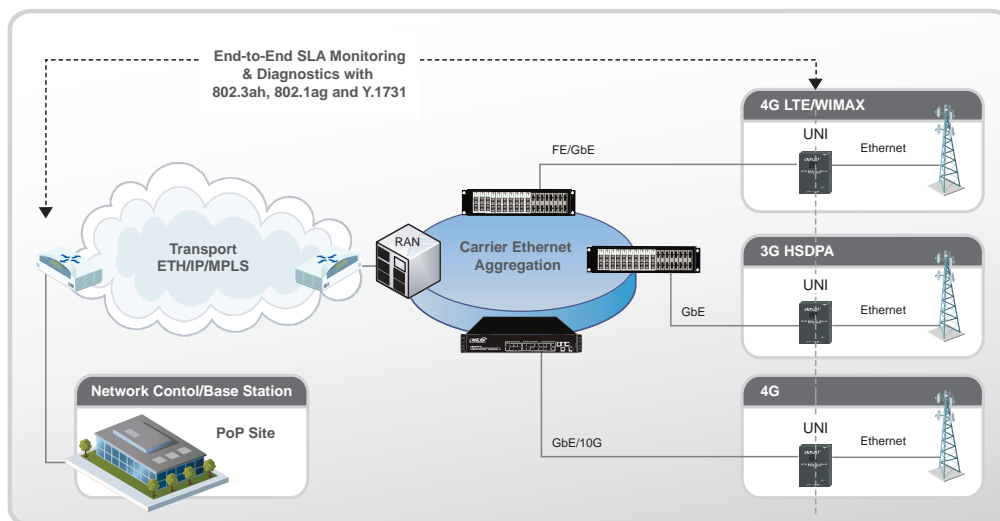 End-to-End SLA Monitoring
& Diagnostics with
802.3ah, 802.1ag and Y.1731
4G LTE/WIMAX
UNI
Ethernet
FE/GbE
Transport
ETH/IP/MPLS
RAN
Carrier Ethernet
Aggregation
3G HSDPA
UNI
Ethernet
GbE
Network Contol/Base Station
PoP Site
GbE/10G
4G
UNI
Ethernet